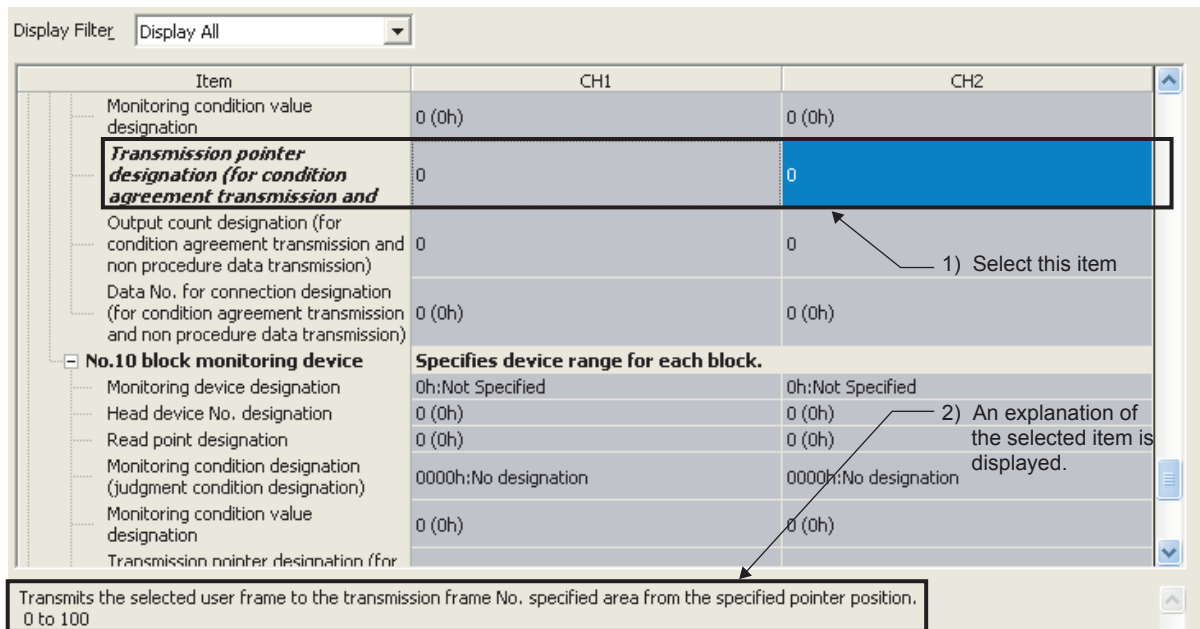 Display Filter Display All
Item CH1 CH2
Monitoring condition value
designation
0 (0h) 0 (0h)
Transmission pointer
designation (for condition
agreement transmission and
0 0
Output count designation (for
condition agreement transmission and
non procedure data transmission)
0 0
1) Select this item
Data No. for connection designation
(for condition agreement transmission
and non procedure data transmission)
0 (0h) 0 (0h)
No.10 block monitoring device Specifies device range for each block.
Monitoring device designation 0h:Not Specified 0h:Not Specified
Head device No. designation 0 (0h) 0 (0h)
Read point designation 0 (0h) 0 (0h)
2) An explanation of
the selected item is
displayed.
Monitoring condition designation
(judgment condition designation)
0000h:No designation 0000h:No designation
Monitoring condition value
designation
0 (0h) 0 (0h)
Transmission pointer designation (for
Transmits the selected user frame to the transmission frame No. specified area from the specified pointer position.
0 to 100